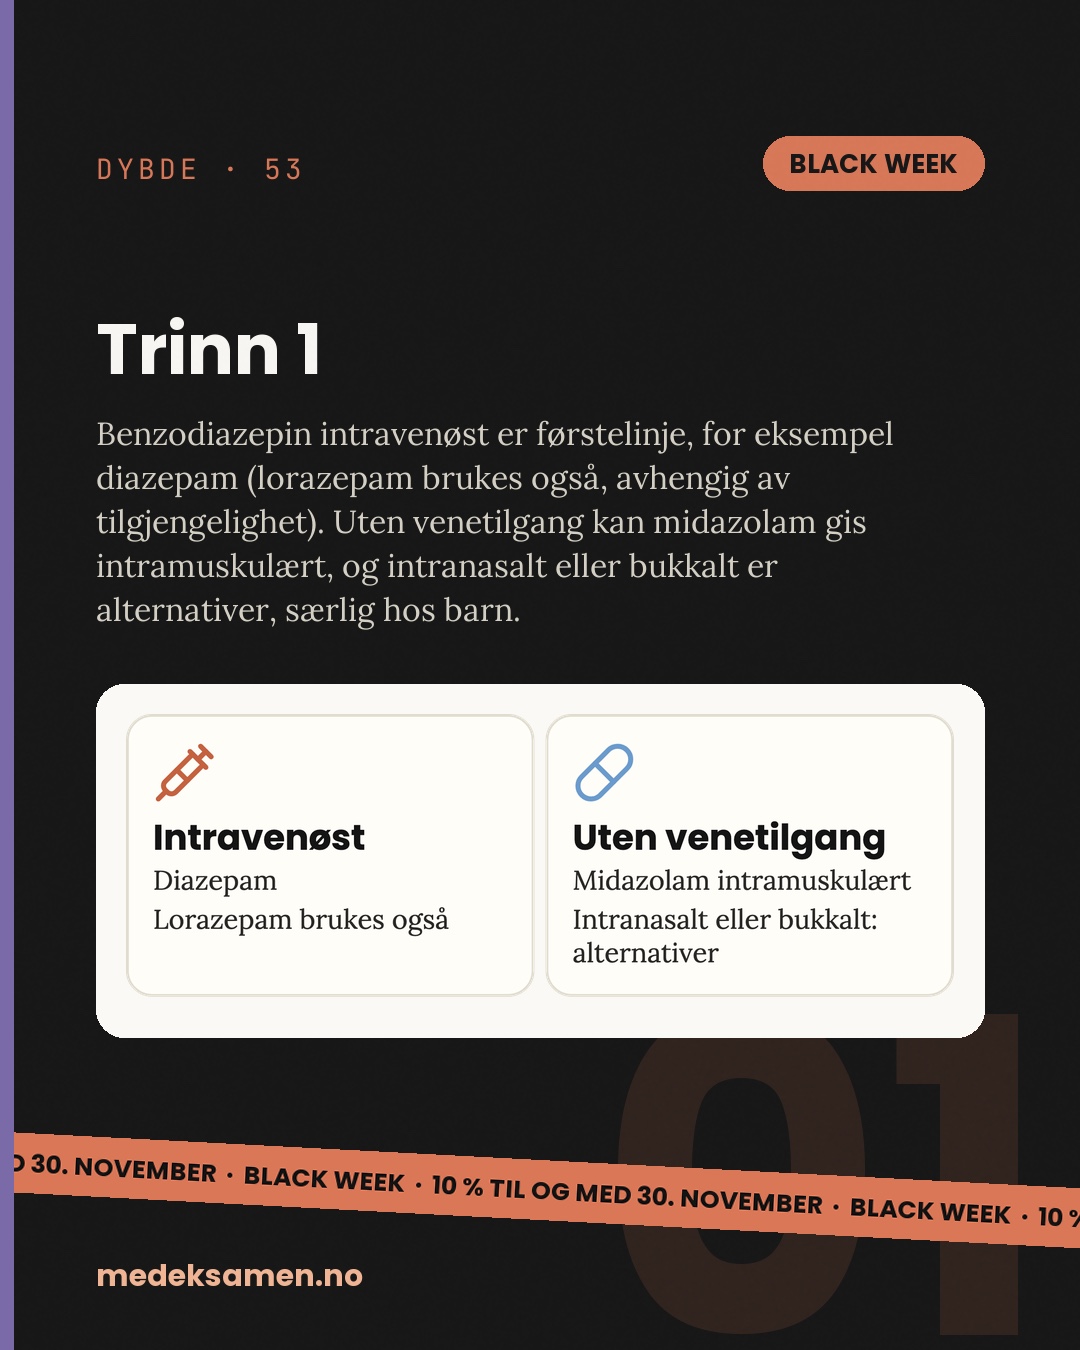 DYBDE · 53
BLACK WEEK
Trinn 1
Benzodiazepin intravenøst er førstelinje, for eksempel
diazepam (lorazepam brukes også, avhengig av
tilgjengelighet). Uten venetilgang kan midazolam gis
intramuskulært, og intranasalt eller bukkalt er
alternativer, særlig hos barn.
Intravenøst
Diazepam
Lorazepam brukes også
Uten venetilgang
Midazolam intramuskulært
Intranasalt eller bukkalt:
alternativer
01
D 30. NOVEMBER · BLACK WEEK · 10 % TIL OG MED 30. NOVEMBER · BLACK WEEK · 10 %
medeksamen.no